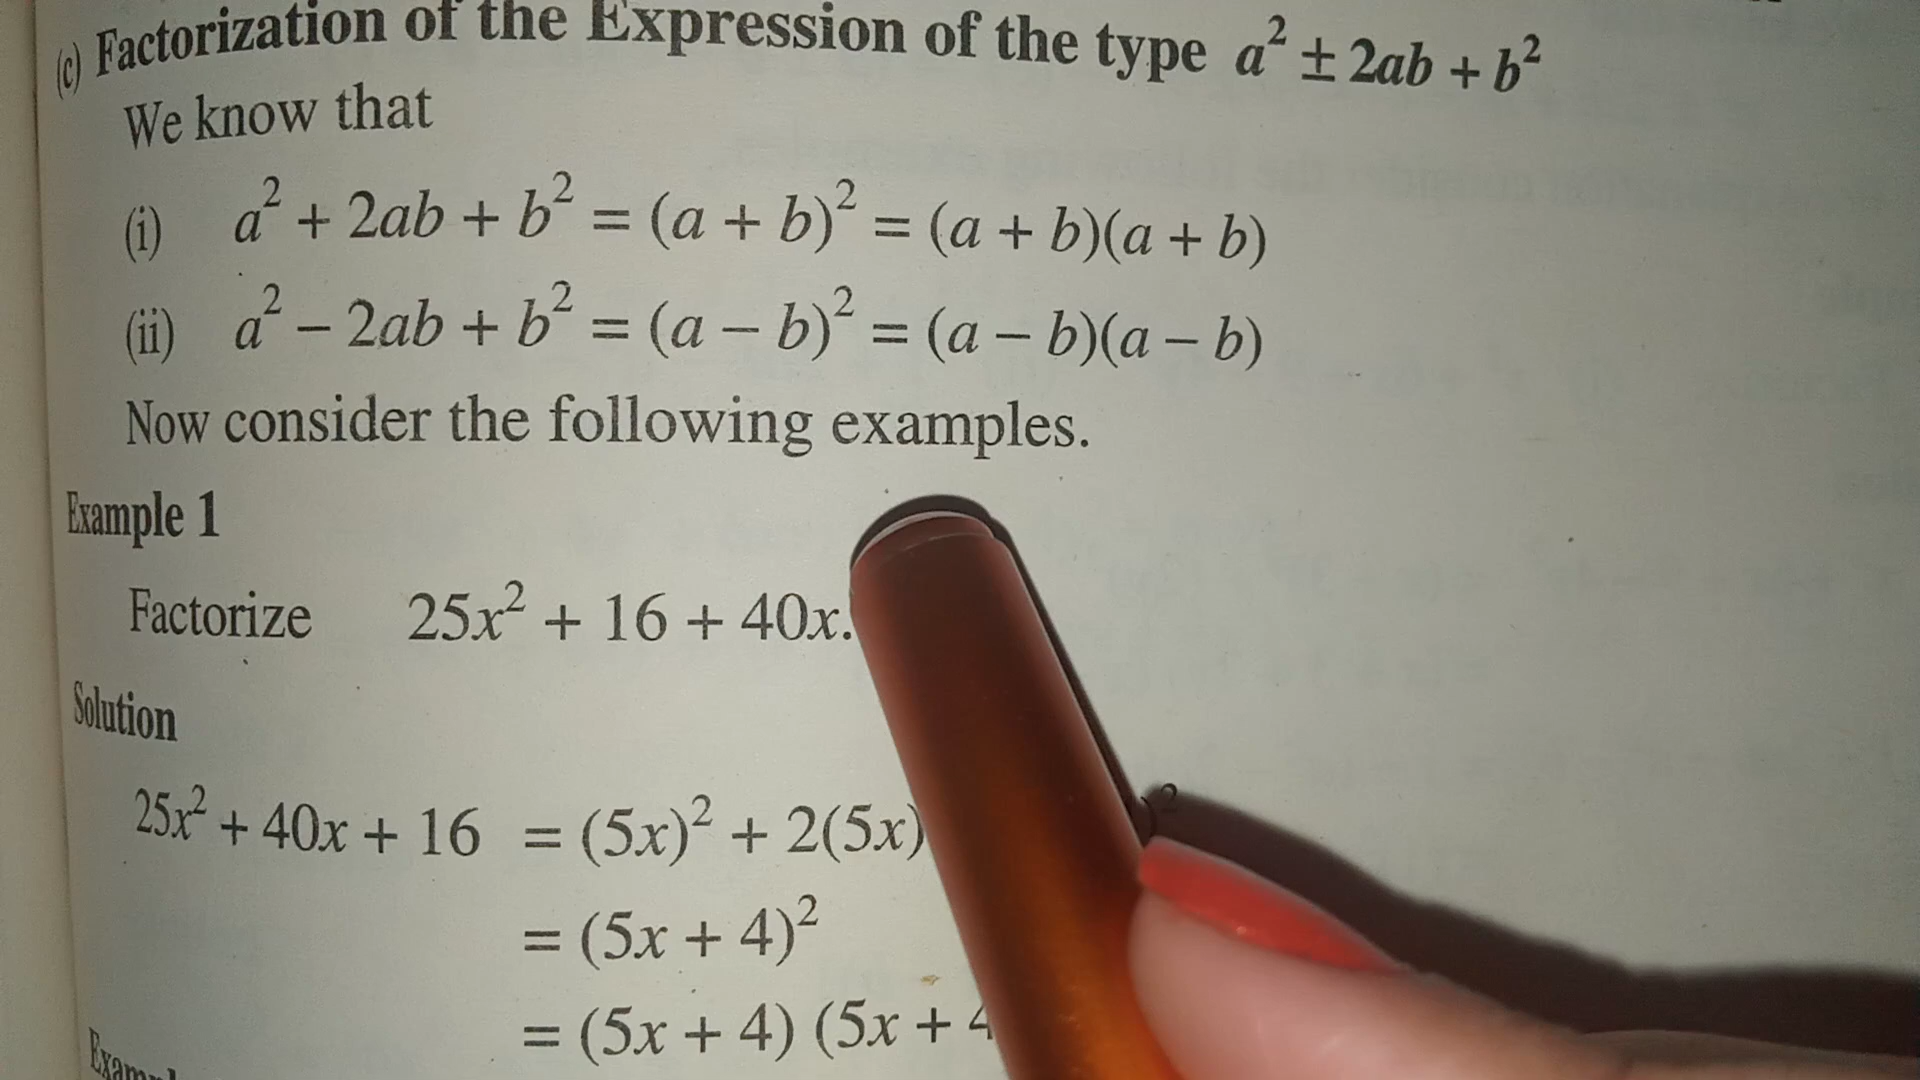 (c) Factorization of the Expression of the type a² ± 2ab + b²
We know that
(i) a² + 2ab + b² = (a + b)² = (a + b)(a + b)
(ii) a² – 2ab + b² = (a – b)² = (a – b)(a – b)
Now consider the following examples.
Example 1
Factorize 25x² + 16 + 40x.
Solution
25x² + 40x + 16 = (5x)² + 2(5x) )²
= (5x + 4)²
= (5x + 4) (5x + 4